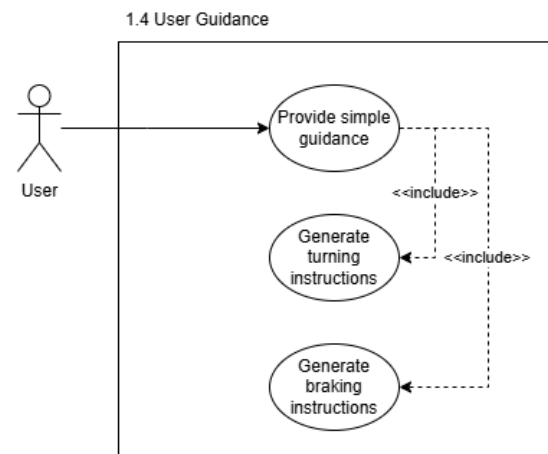 1.4 User Guidance
Provide simple
guidance
User
<<include>>
Generate
turning
instructions
<<include>>
Generate
braking
instructions